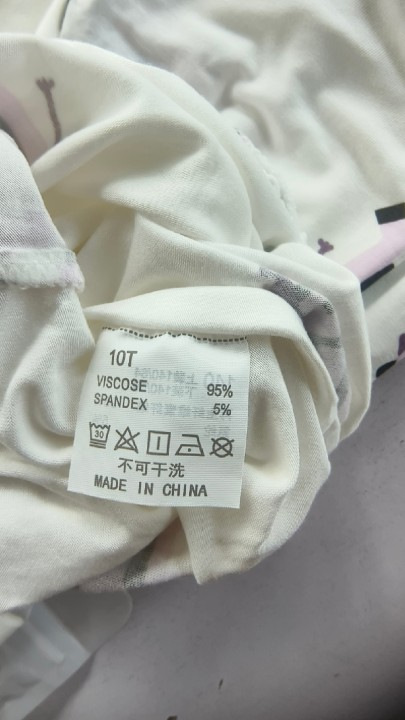 10T
VISCOSE 95%
SPANDEX 5%
30
不可干洗
MADE IN CHINA